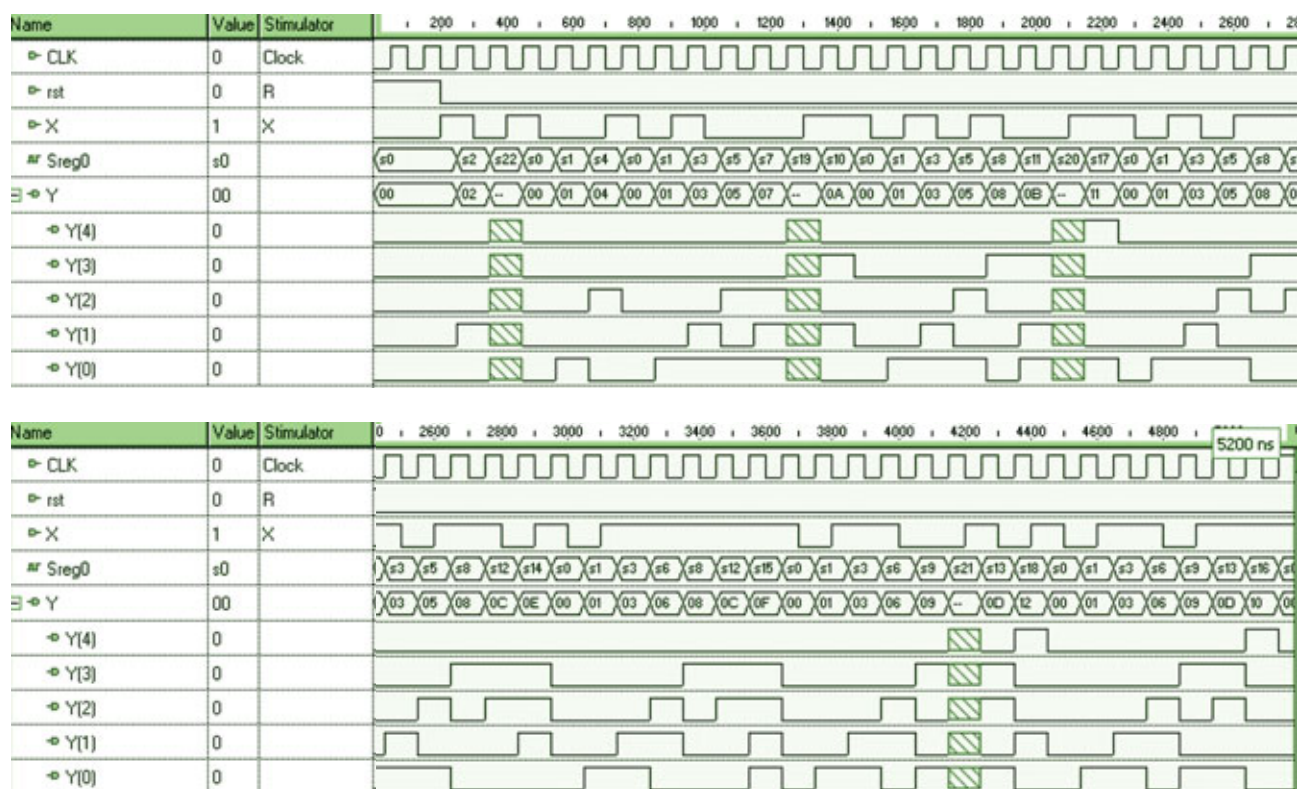 Name Value Stimulator 200 400 600 800 1000 1200 1400 1600 1800 2000 2200 2400 2600 28
CLK 0 Clock
rst 0 R
X 1 X
Sreg0 s0 s0 s2 s22 s0 s1 s4 s0 s1 s3 s5 s7 s19 s10 s0 s1 s3 s5 s8 s11 s20 s17 s0 s1 s3 s5 s8 s
Y 00 00 02 -- 00 01 04 00 01 03 05 07 -- 0A 00 01 03 05 08 0B -- 11 00 01 03 05 08 0
Y(4) 0
Y(3) 0
Y(2) 0
Y(1) 0
Y(0) 0
Name Value Stimulator 0 2600 2800 3000 3200 3400 3600 3800 4000 4200 4400 4600 4800 5200 ns
CLK 0 Clock
rst 0 R
X 1 X
Sreg0 s0 s3 s5 s8 s12 s14 s0 s1 s3 s6 s8 s12 s15 s0 s1 s3 s6 s9 s21 s13 s18 s0 s1 s3 s6 s9 s13 s16 s0
Y 00 03 05 08 0C 0E 00 01 03 06 08 0C 0F 00 01 03 06 09 -- 0D 12 00 01 03 06 09 0D 10 00
Y(4) 0
Y(3) 0
Y(2) 0
Y(1) 0
Y(0) 0